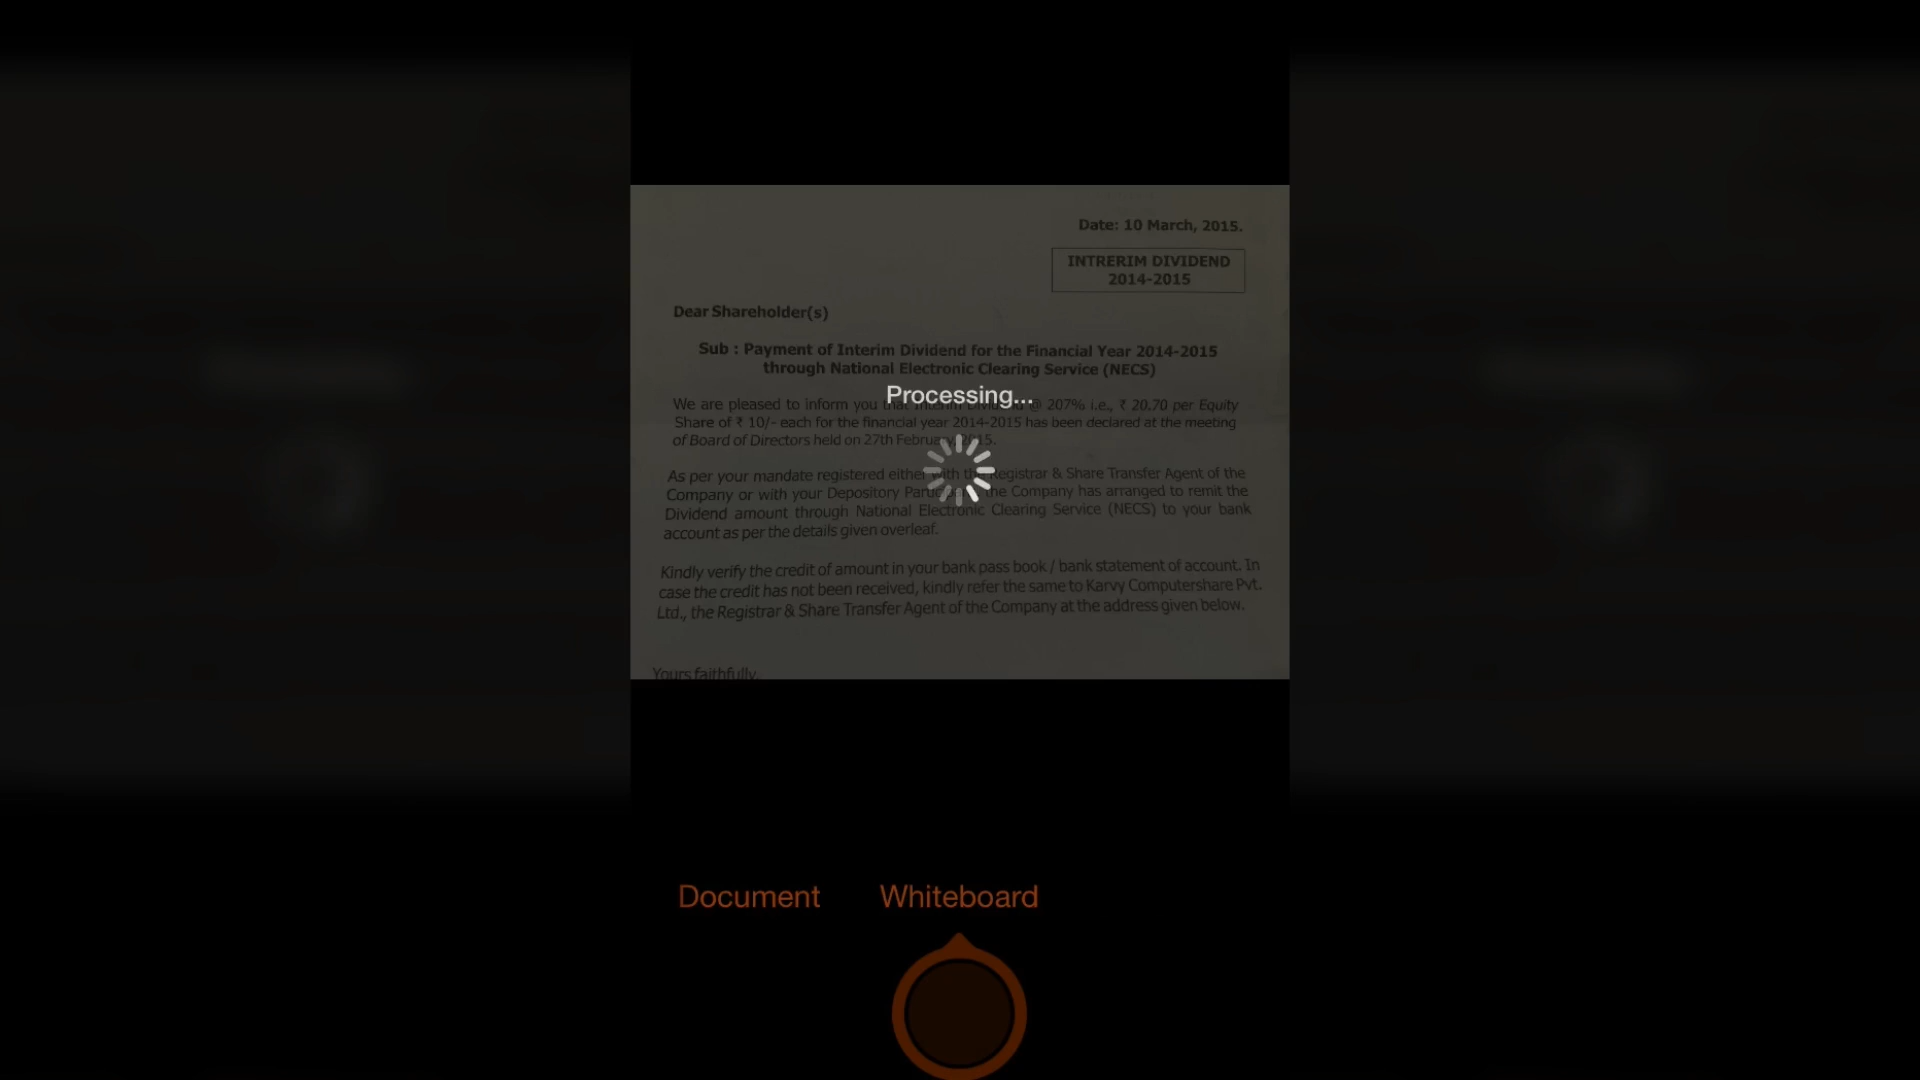 Date: 10 March, 2015.
INTRERIM DIVIDEND
2014-2015
Dear Shareholder(s)
Sub : Payment of Interim Dividend for the Financial Year 2014-2015
through National Electronic Clearing Service (NECS)
Processing...
We are pleased to inform you that Interim Dividend @ 207% i.e., ₹ 20.70 per Equity
Share of ₹ 10/- each for the financial year 2014-2015 has been declared at the meeting
of Board of Directors held on 27th February, 2015.
As per your mandate registered either with the Registrar & Share Transfer Agent of the
Company or with your Depository Participant, the Company has arranged to remit the
Dividend amount through National Electronic Clearing Service (NECS) to your bank
account as per the details given overleaf.
Kindly verify the credit of amount in your bank pass book / bank statement of account. In
case the credit has not been received, kindly refer the same to Karvy Computershare Pvt.
Ltd., the Registrar & Share Transfer Agent of the Company at the address given below.
Yours faithfully,
Document Whiteboard